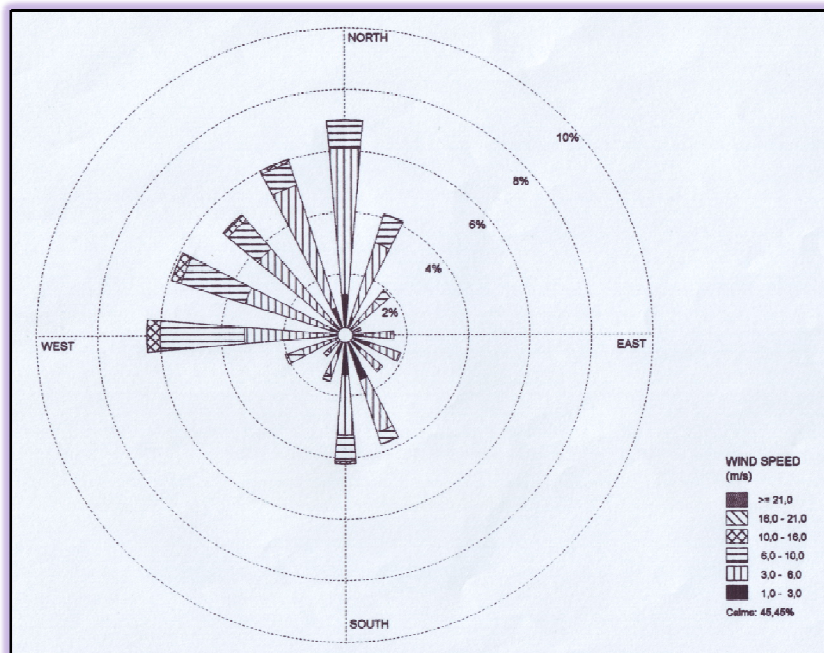 NORTH
10%
8%
6%
4%
2%
WEST
EAST
WIND SPEED
(m/s)
>= 21,0
16,0 - 21,0
10,0 - 16,0
6,0 - 10,0
3,0 - 6,0
1,0 - 3,0
Calms: 45,45%
SOUTH